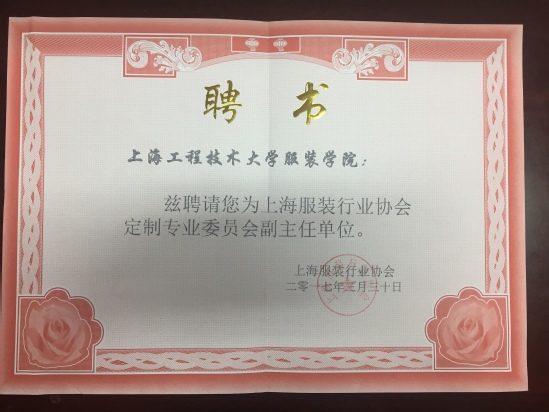 聘书
上海工程技术大学服装学院：
兹聘请您为上海服装行业协会
定制专业委员会副主任单位。
上海服装行业协会
二零一七年三月三十日